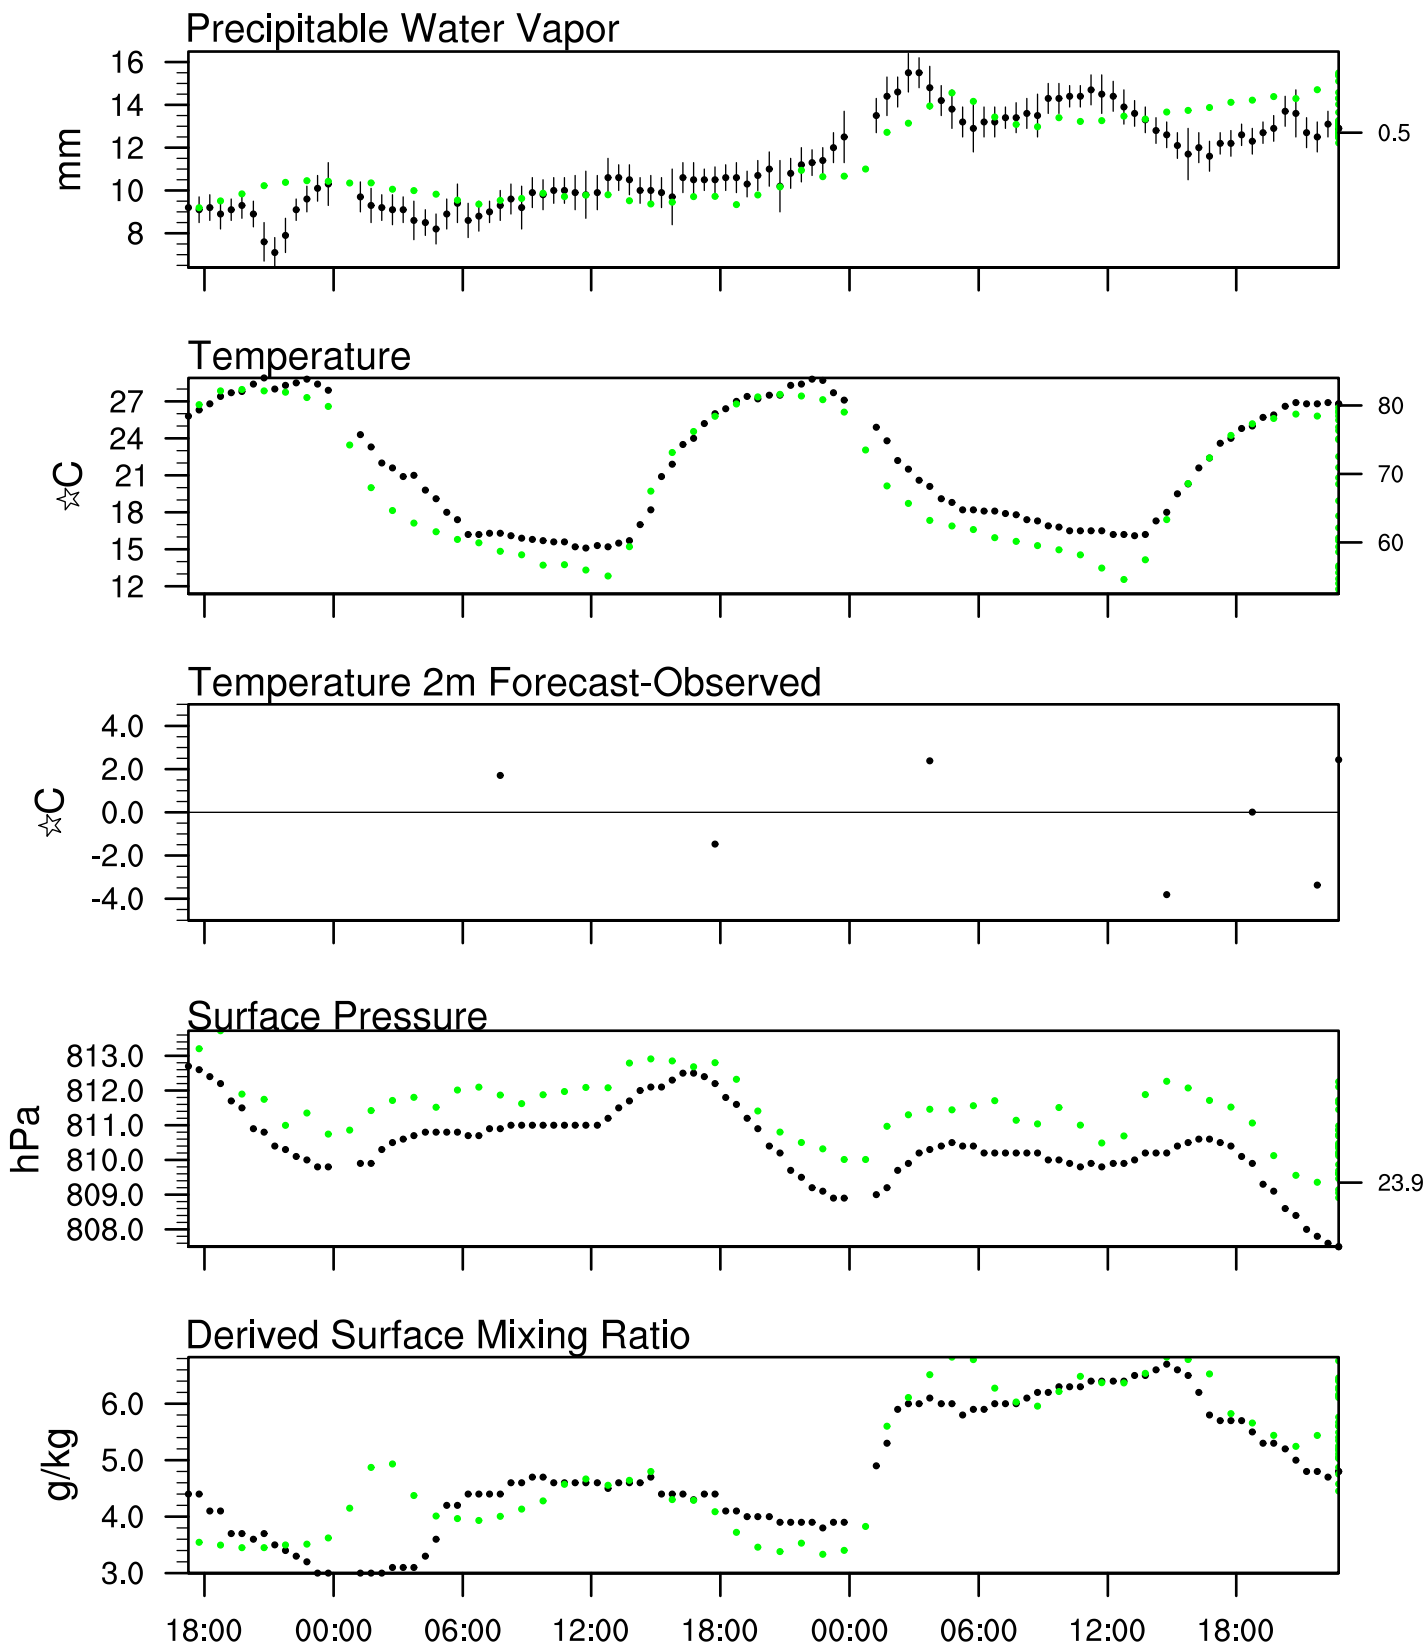 Precipitable Water Vapor
16
14
12
10
8
mm
0.5
Temperature
27
24
21
18
15
12
☆C
80
70
60
Temperature 2m Forecast-Observed
4.0
2.0
0.0
-2.0
-4.0
☆C
Surface Pressure
813.0
812.0
811.0
810.0
809.0
808.0
hPa
23.9
Derived Surface Mixing Ratio
6.0
5.0
4.0
3.0
g/kg
18:00 00:00 06:00 12:00 18:00 00:00 06:00 12:00 18:00